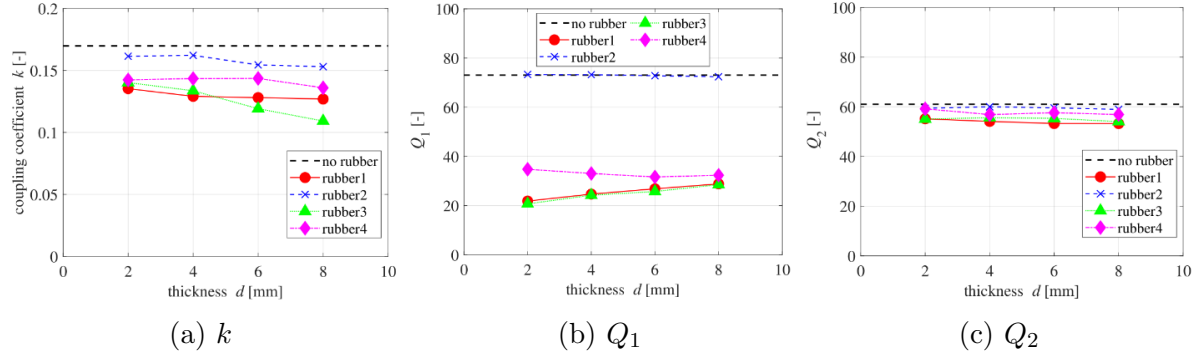 0.2
0.15
0.1
0.05
0
0 2 4 6 8 10
coupling coefficient k [-]
thickness d [mm]
no rubber
rubber1
rubber2
rubber3
rubber4
(a) k
100
80
60
40
20
0
0 2 4 6 8 10
Q1 [-]
thickness d [mm]
no rubber
rubber1
rubber2
rubber3
rubber4
(b) Q1
100
80
60
40
20
0
0 2 4 6 8 10
Q2 [-]
thickness d [mm]
no rubber
rubber1
rubber2
rubber3
rubber4
(c) Q2